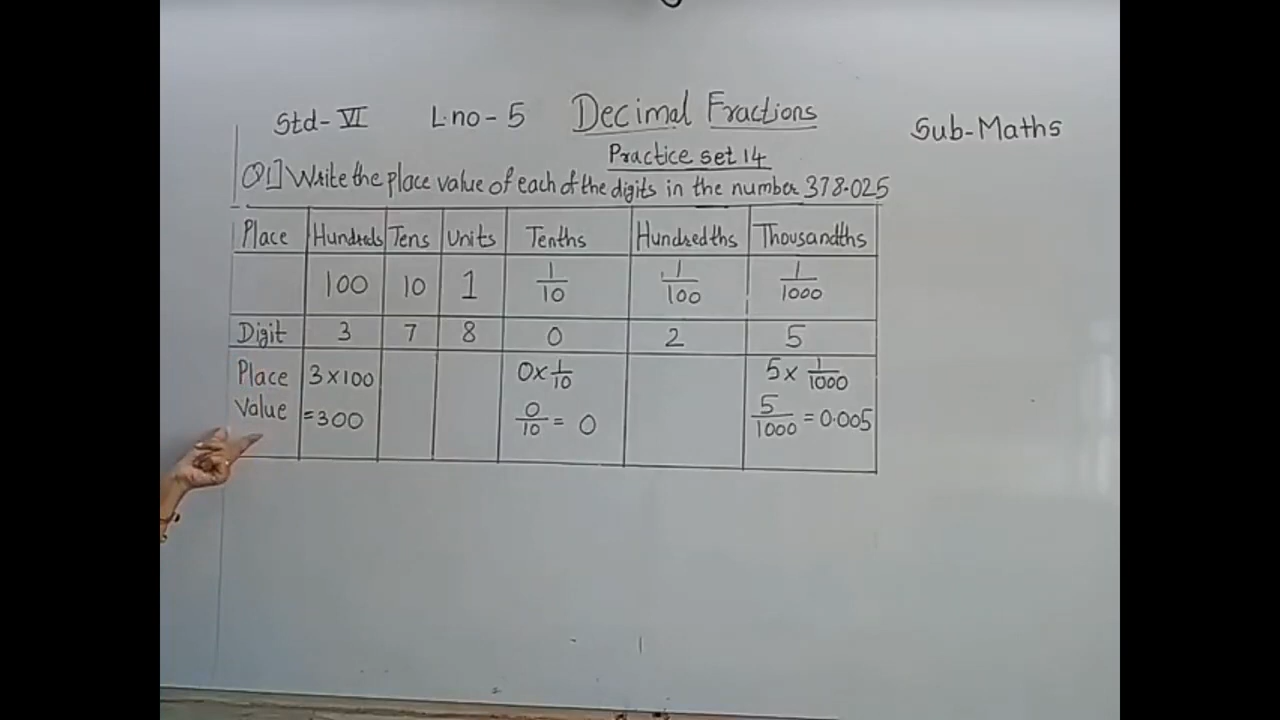 Std-VI L.no-5 Decimal Fractions Sub-Maths
Practice set 14
Q1] Write the place value of each of the digits in the number 378.025
Place Hundreds Tens Units Tenths Hundredths Thousandths
100 10 1 1/10 1/100 1/1000
Digit 3 7 8 0 2 5
Place 3×100 0×1/10 5×1/1000
Value =300 0/10 = 0 5/1000 = 0.005